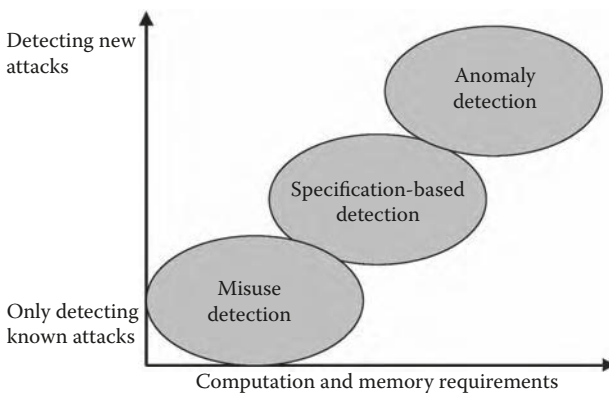 Detecting new
attacks
Anomaly
detection
Specification-based
detection
Misuse
detection
Only detecting
known attacks
Computation and memory requirements